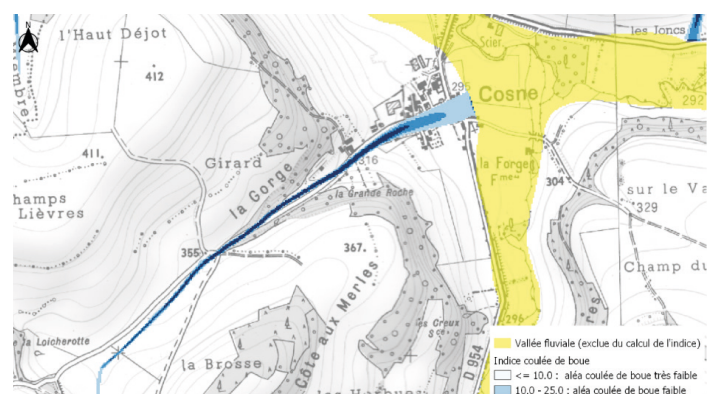 N
l'Haut Déjot
412
Scier.
les Joncs
295
Cosne
292
411
Girard
316
la Gorge
la Forge
Fme
304
sur le Va
329
hamps
Lièvres
la Grande Roche
355
367
Champ du
Côte aux Merles
296
la Loicherotte
la Brosse
D 954
Vallée fluviale (exclue du calcul de l'indice)
Indice coulée de boue
<= 10.0 : aléa coulée de boue très faible
10.0 - 25.0 : aléa coulée de boue faible